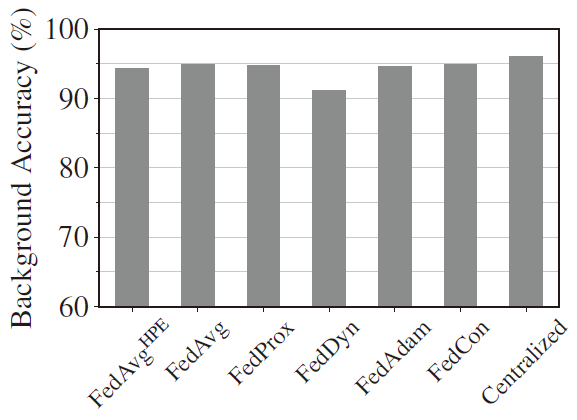 Background Accuracy (%)
100
90
80
70
60
FedAvg^HPE
FedAvg
FedProx
FedDyn
FedAdam
FedCon
Centralized